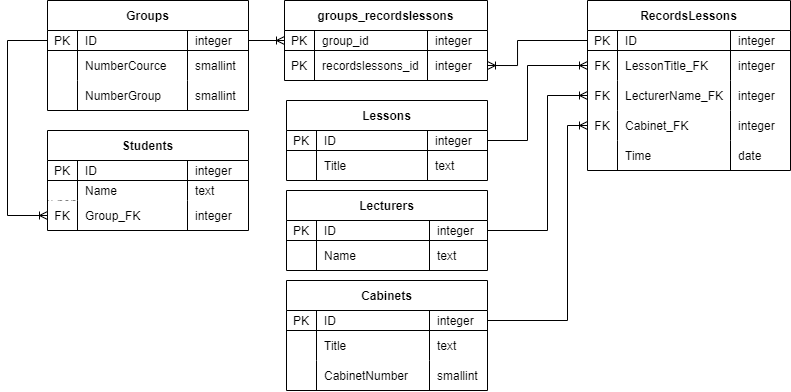 Groups
PK ID integer
NumberCource smallint
NumberGroup smallint
Students
PK ID integer
Name text
FK Group_FK integer
groups_recordslessons
PK group_id integer
PK recordslessons_id integer
Lessons
PK ID integer
Title text
Lecturers
PK ID integer
Name text
Cabinets
PK ID integer
Title text
CabinetNumber smallint
RecordsLessons
PK ID integer
FK LessonTitle_FK integer
FK LecturerName_FK integer
FK Cabinet_FK integer
Time date